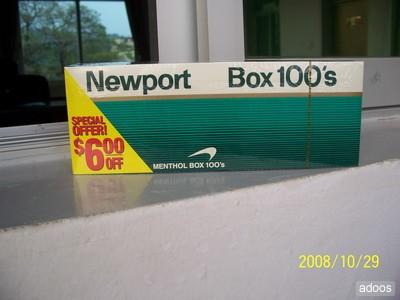 Newport Box 100's
SPECIAL
OFFER!
$6.00
OFF
MENTHOL BOX 100's
2008/10/29
adoos